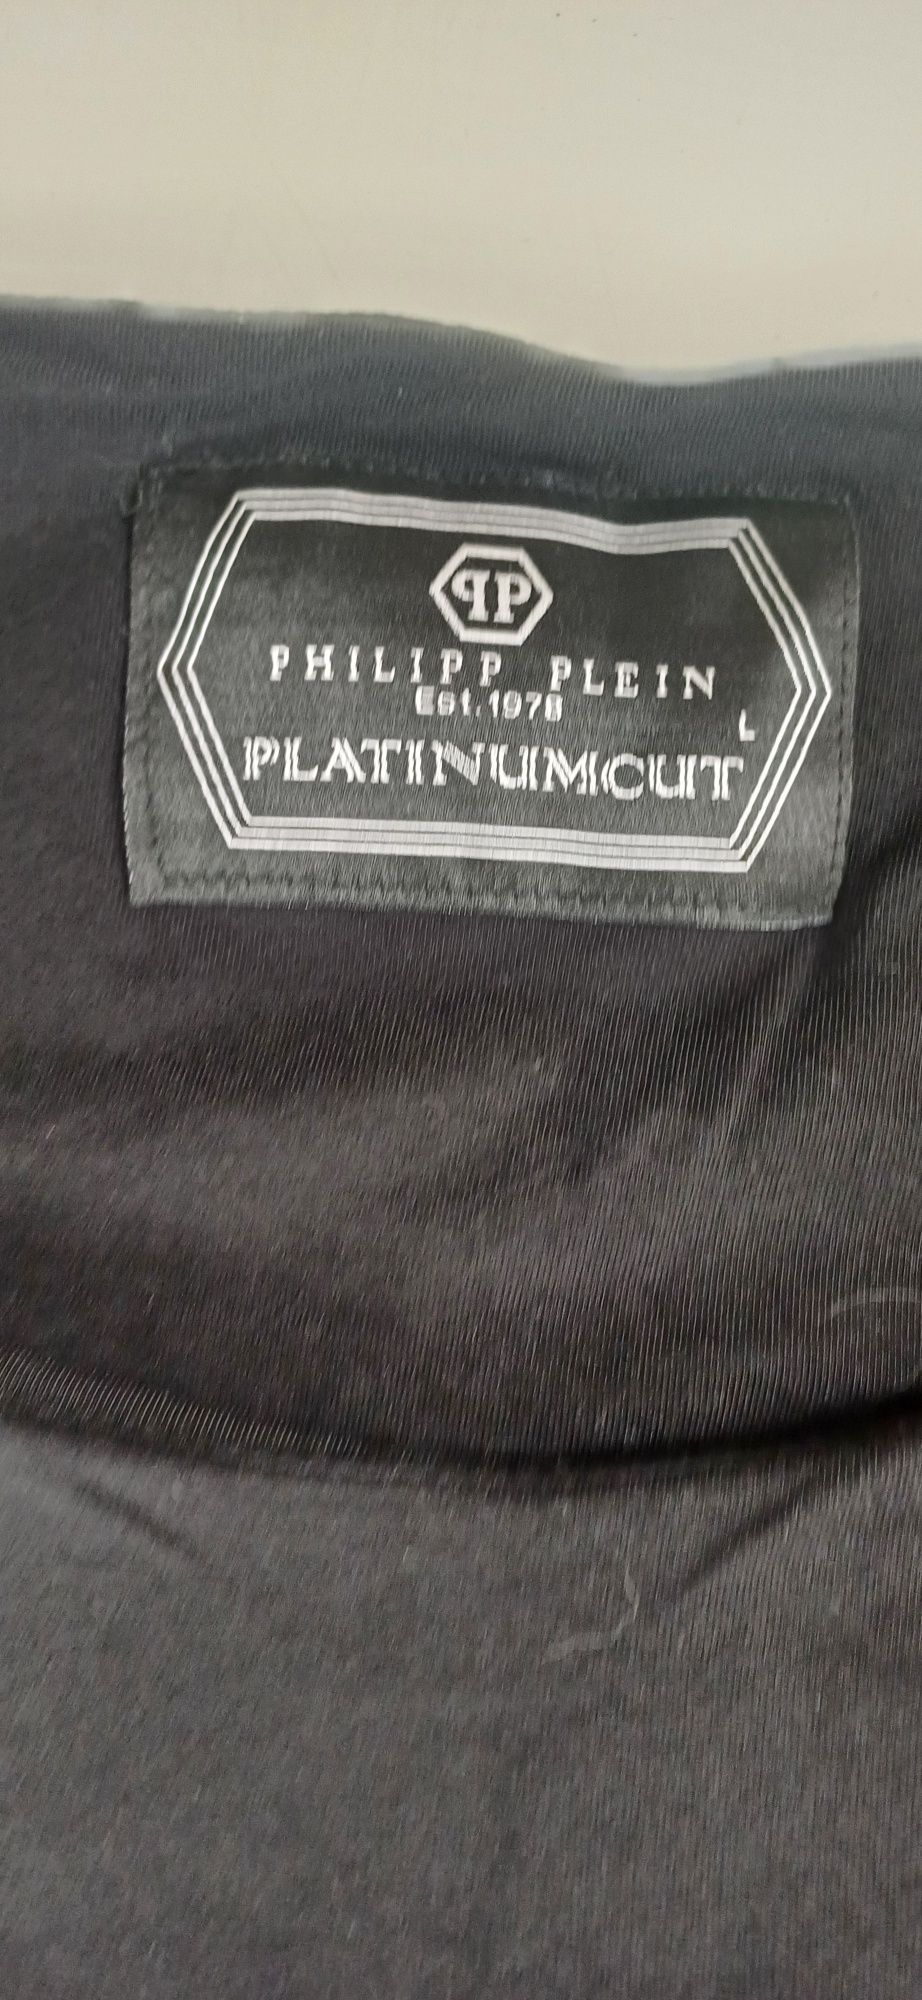 PP
PHILIPP PLEIN
Est.1978
L
PLATINUMCUT